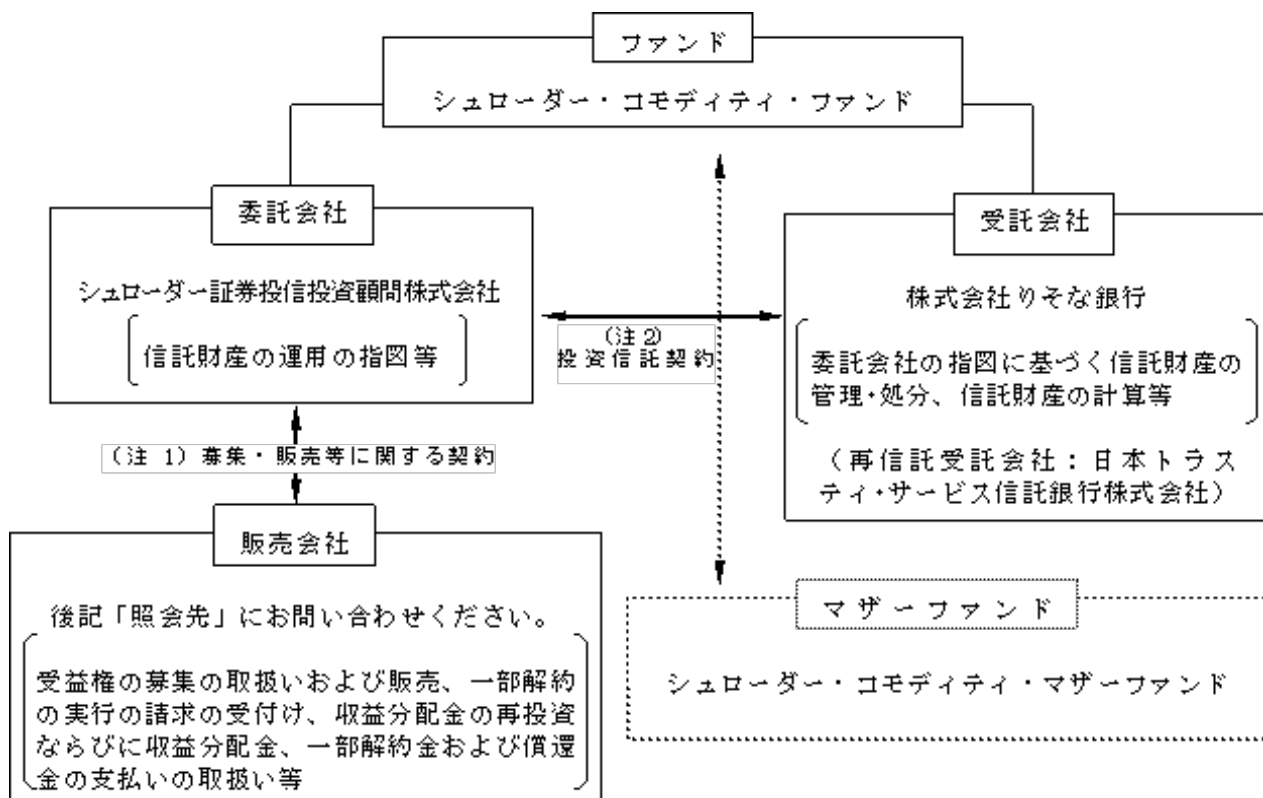 ファンド
シュローダー・コモディティ・ファンド
委託会社
シュローダー証券投信投資顧問株式会社
信託財産の運用の指図等
(注2)
投資信託契約
受託会社
株式会社りそな銀行
委託会社の指図に基づく信託財産の
管理・処分、信託財産の計算等
(再信託受託会社:日本トラス
ティ・サービス信託銀行株式会社)
(注1)募集・販売等に関する契約
販売会社
後記「照会先」にお問い合わせください。
受益権の募集の取扱いおよび販売、一部解約
の実行の請求の受付け、収益分配金の再投資
ならびに収益分配金、一部解約金および償還
金の支払いの取扱い等
マザーファンド
シュローダー・コモディティ・マザーファンド